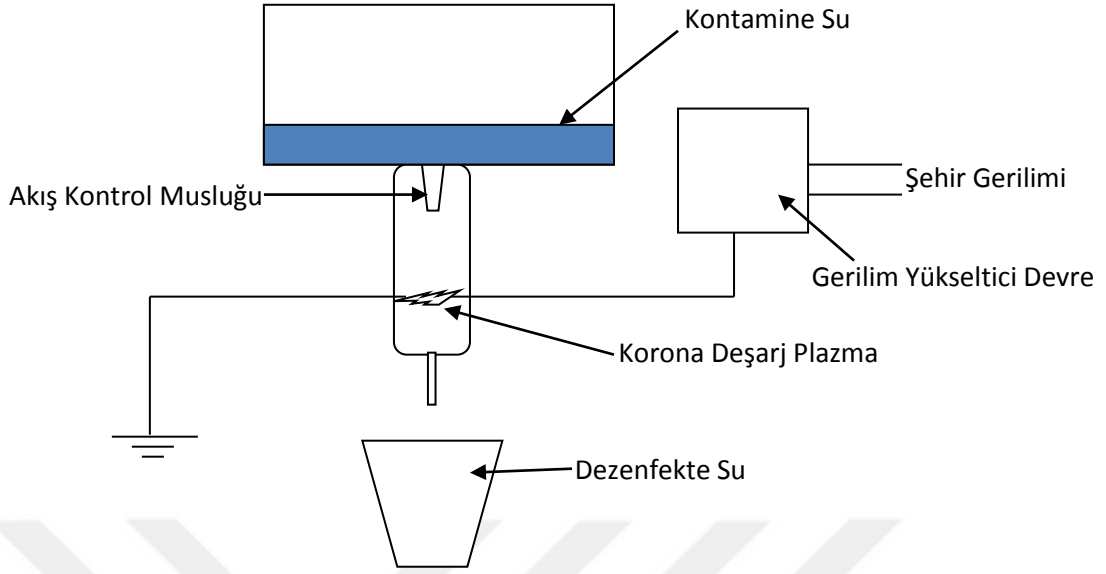 Kontamine Su
Akış Kontrol Musluğu
Şehir Gerilimi
Gerilim Yükseltici Devre
Korona Deşarj Plazma
Dezenfekte Su